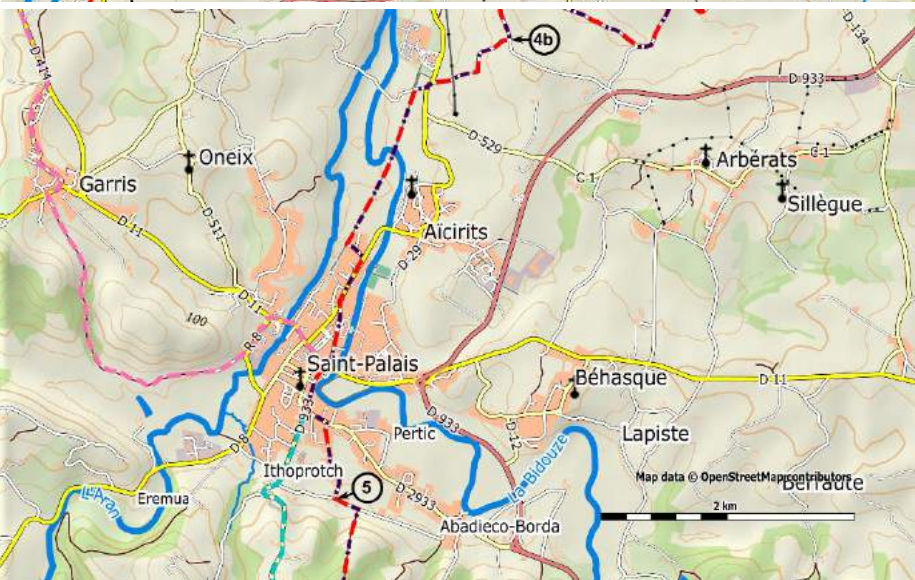 4b
D-134
D-414
D 933
D-529
Oneix
Arbérats
C-1
C 1
Garris
Sillègue
Aïcirits
D-511
D-11
D-29
D-11
100
R-8
Saint-Palais
D 11
Béhasque
D-933
D-933
Pertic
D-12
Lapiste
D-8
La-Bidouze
Ithoprotch
Map data © OpenStreetMap contributors
Berraute
Eremua
5
D-2933
2 km
L'Aran
Abadieco-Borda